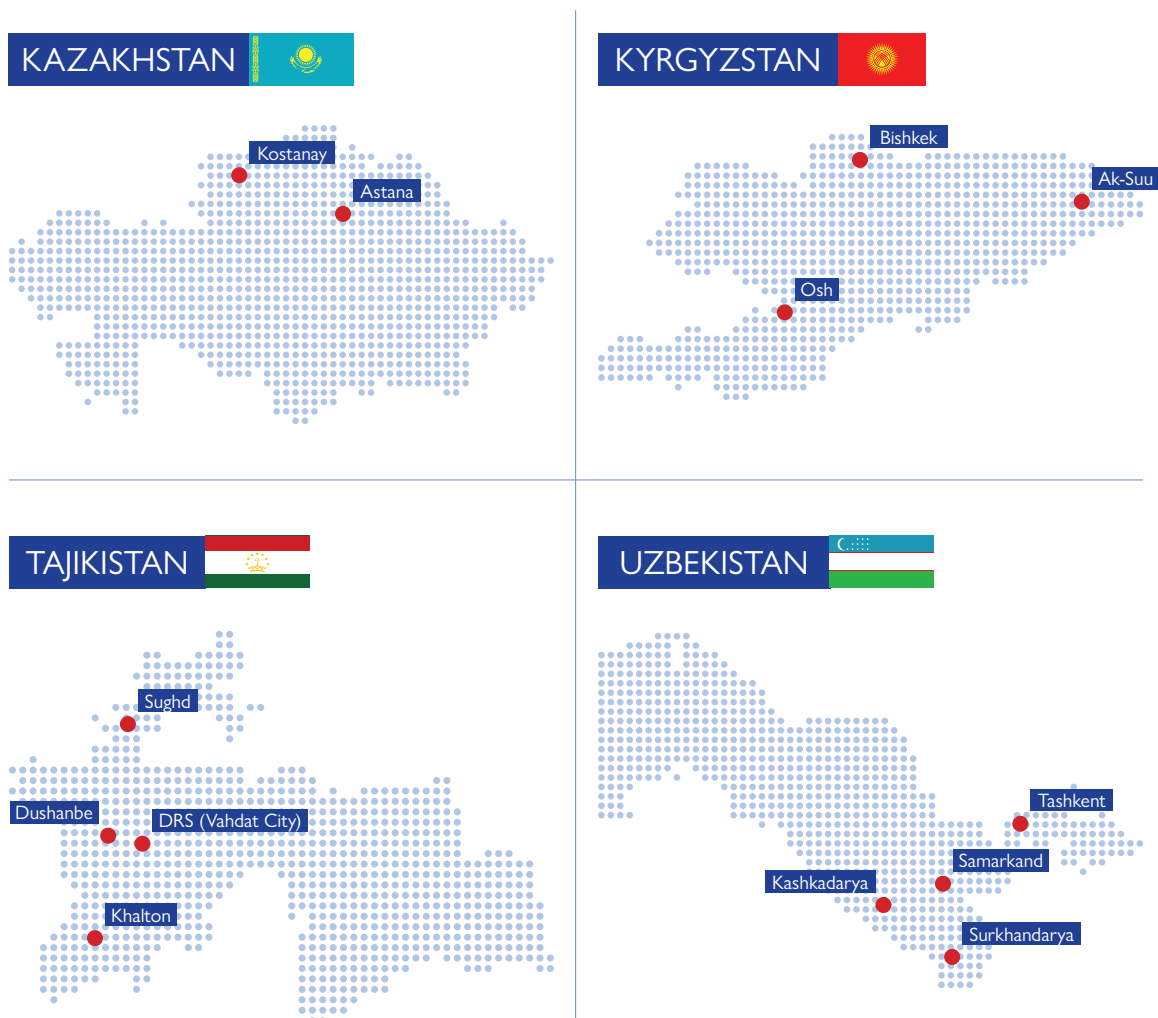 KAZAKHSTAN
Kostanay
Astana
KYRGYZSTAN
Bishkek
Ak-Suu
Osh
TAJIKISTAN
Sughd
Dushanbe
DRS (Vahdat City)
Khalton
UZBEKISTAN
Tashkent
Samarkand
Kashkadarya
Surkhandarya